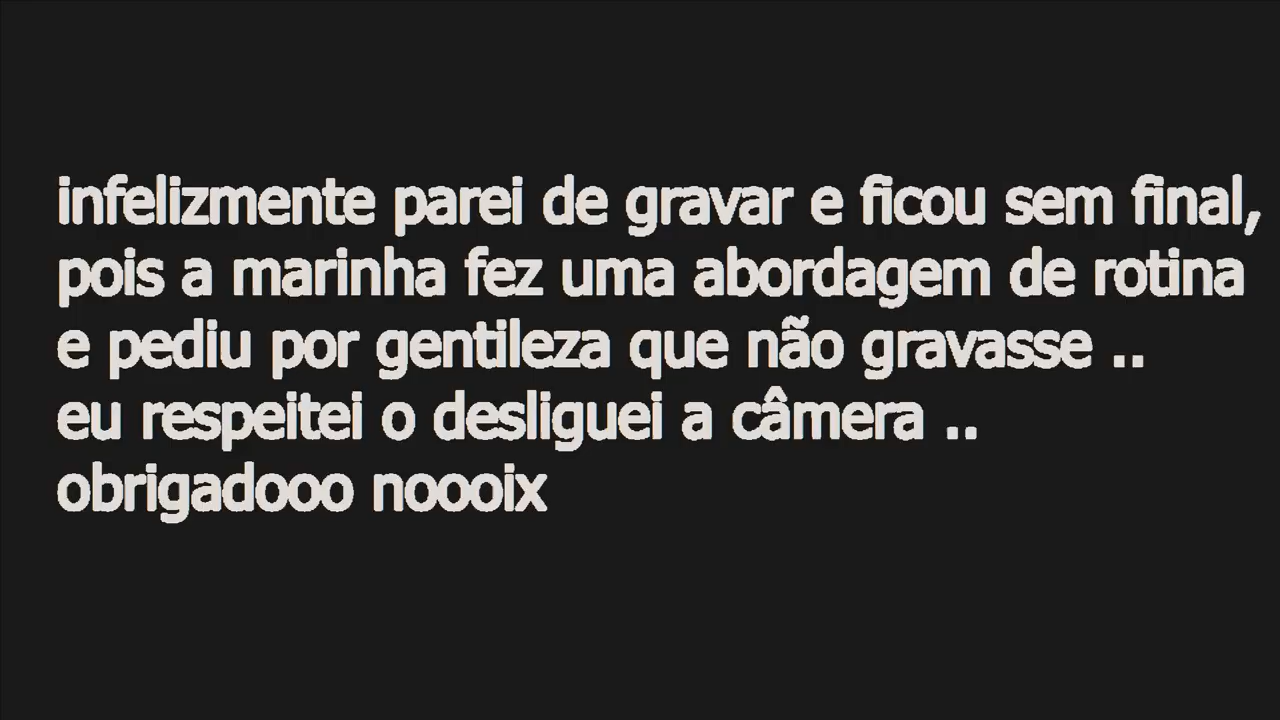 infelizmente parei de gravar e ficou sem final,
pois a marinha fez uma abordagem de rotina
e pediu por gentileza que não gravasse ..
eu respeitei o desliguei a câmera ..
obrigadooo noooix